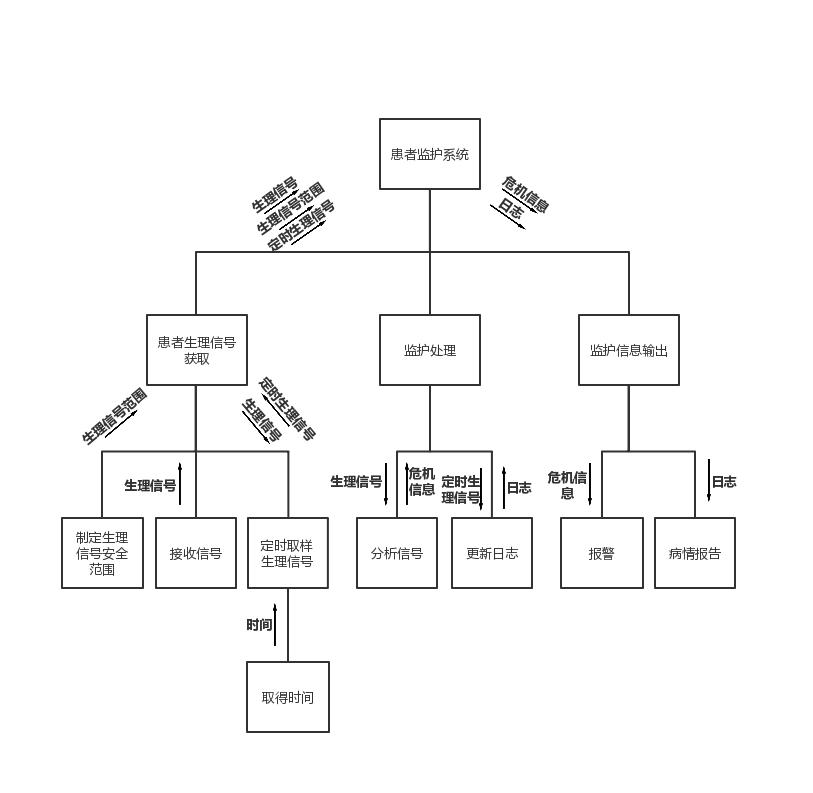 患者监护系统
生理信号
生理信号范围
定时生理信号
危机信息
日志
患者生理信号
获取
监护处理
监护信息输出
生理信号范围
定时生理信号
生理信号
生理信号
生理信号
危机
信息
定时生
理信号
日志
危机信
息
日志
制定生理
信号安全
范围
接收信号
定时取样
生理信号
分析信号
更新日志
报警
病情报告
时间
取得时间